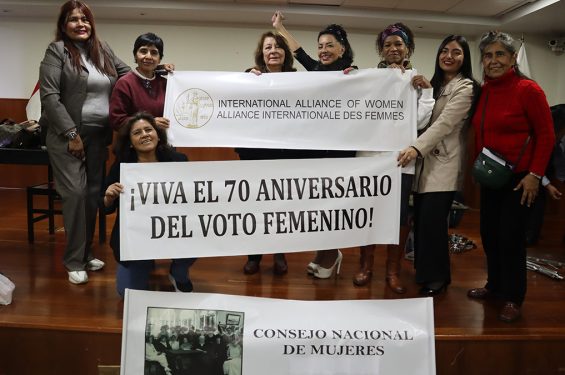 INTERNATIONAL ALLIANCE OF WOMEN
ALLIANCE INTERNATIONALE DES FEMMES
¡VIVA EL 70 ANIVERSARIO
DEL VOTO FEMENINO!
CONSEJO NACIONAL
DE MUJERES